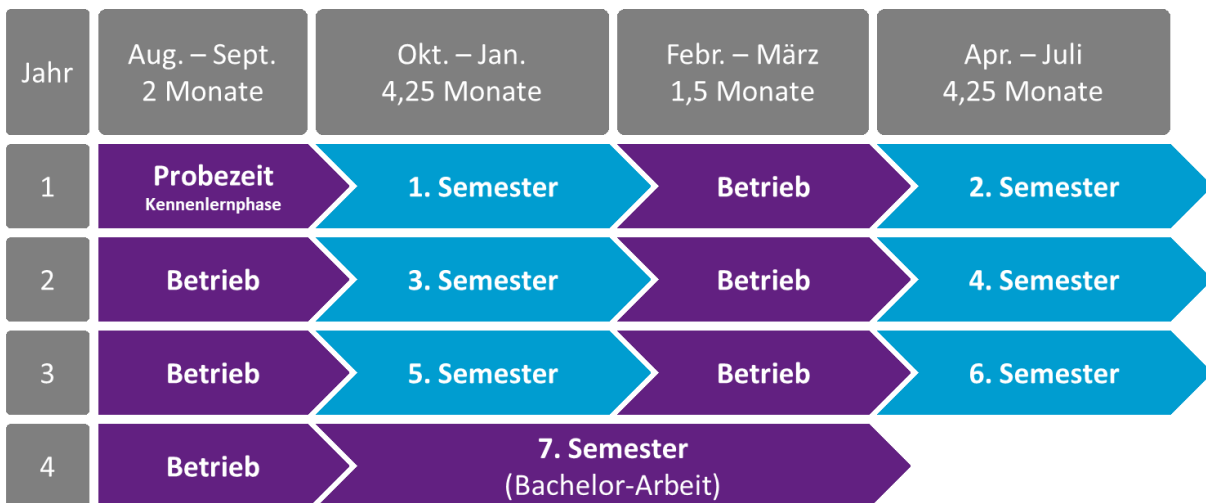 Jahr
Aug. – Sept.
2 Monate
Okt. – Jan.
4,25 Monate
Febr. – März
1,5 Monate
Apr. – Juli
4,25 Monate
1
Probezeit
Kennenlernphase
1. Semester
Betrieb
2. Semester
2
Betrieb
3. Semester
Betrieb
4. Semester
3
Betrieb
5. Semester
Betrieb
6. Semester
4
Betrieb
7. Semester
(Bachelor-Arbeit)